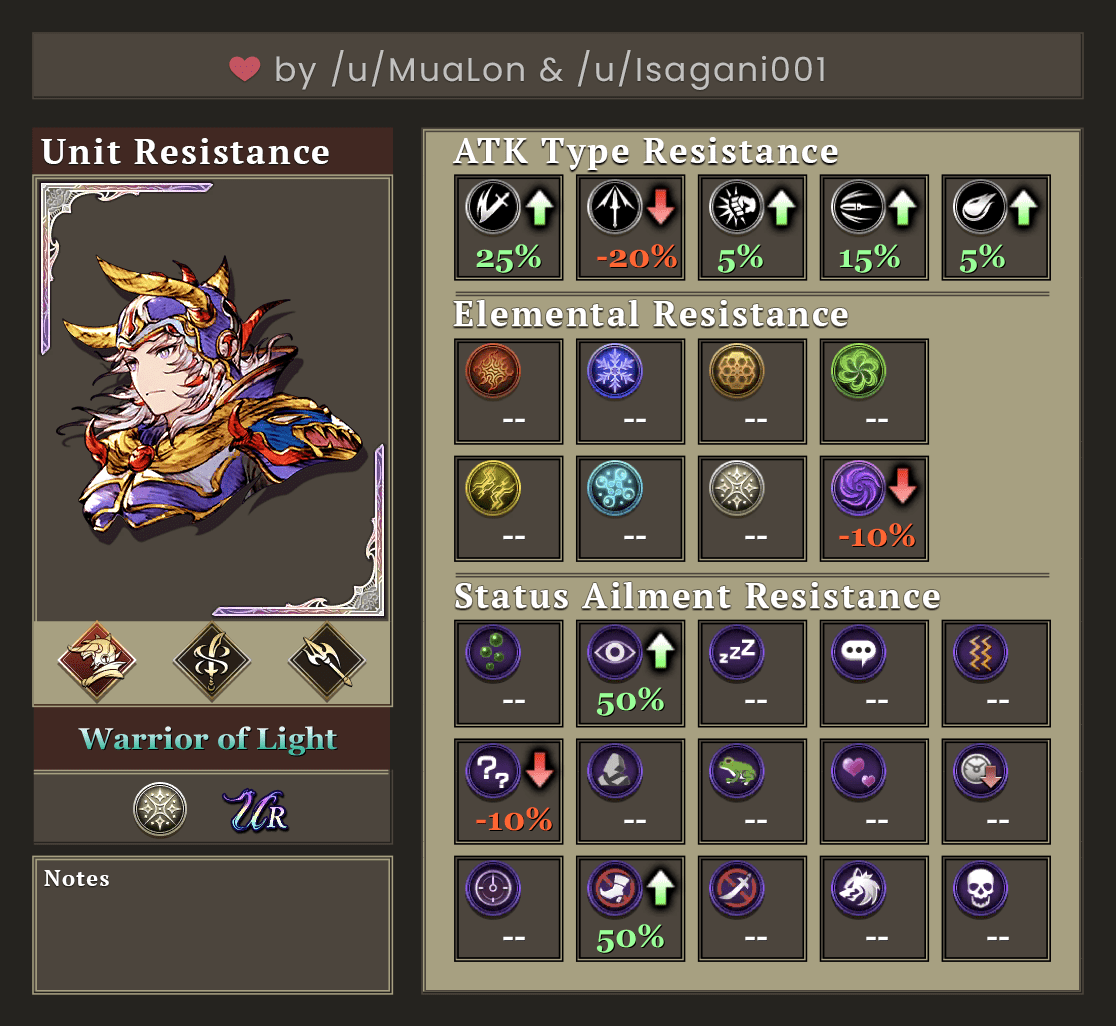 by /u/MuaLon & /u/Isagani001
Unit Resistance
Warrior of Light
UR
Notes
ATK Type Resistance
25% -20% 5% 15% 5%
Elemental Resistance
-- -- -- --
-- -- -- -10%
Status Ailment Resistance
zzZ
-- 50% -- -- --
??
-10% -- -- -- --
-- 50% -- -- --